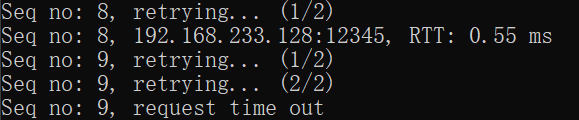 Seq no: 8, retrying... (1/2)
Seq no: 8, 192.168.233.128:12345, RTT: 0.55 ms
Seq no: 9, retrying... (1/2)
Seq no: 9, retrying... (2/2)
Seq no: 9, request time out